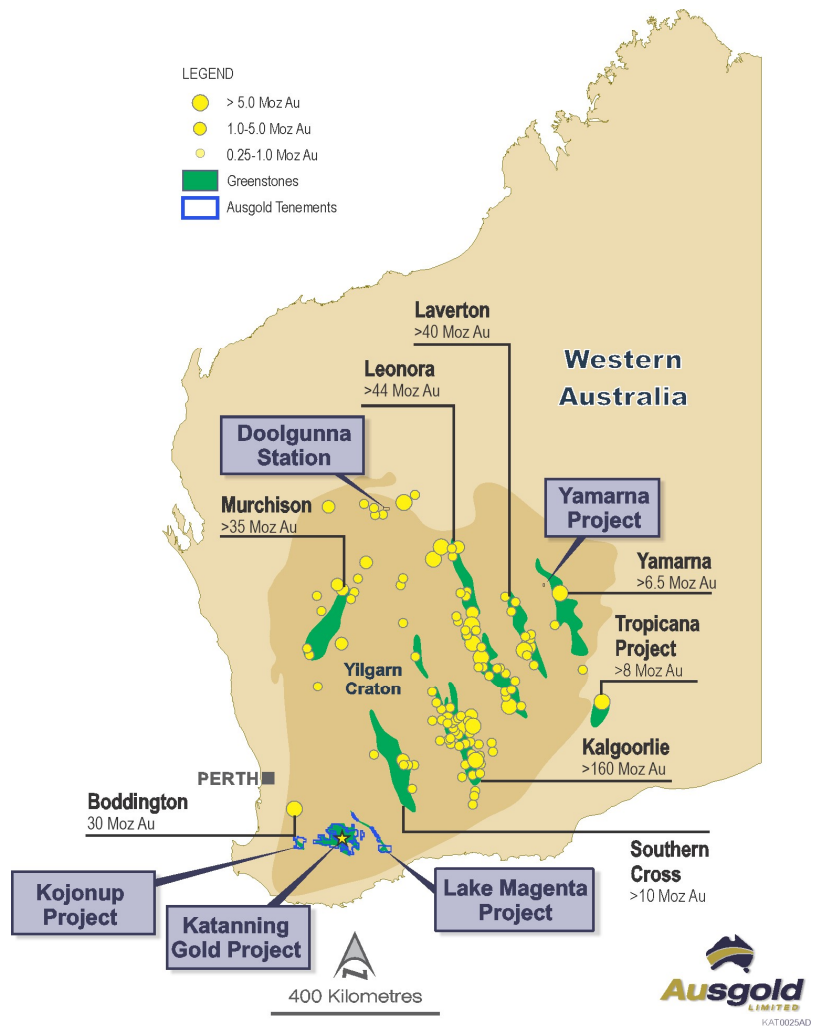 LEGEND
> 5.0 Moz Au
1.0-5.0 Moz Au
0.25-1.0 Moz Au
Greenstones
Ausgold Tenements
Laverton
>40 Moz Au
Western
Australia
Leonora
>44 Moz Au
Doolgunna
Station
Murchison
>35 Moz Au
Yamarna
Project
Yamarna
>6.5 Moz Au
Tropicana
Project
>8 Moz Au
Yilgarn
Craton
Kalgoorlie
>160 Moz Au
PERTH
Boddington
30 Moz Au
Southern
Cross
>10 Moz Au
Kojonup
Project
Katanning
Gold Project
Lake Magenta
Project
N
400 Kilometres
Ausgold
LIMITED
KAT0025AD